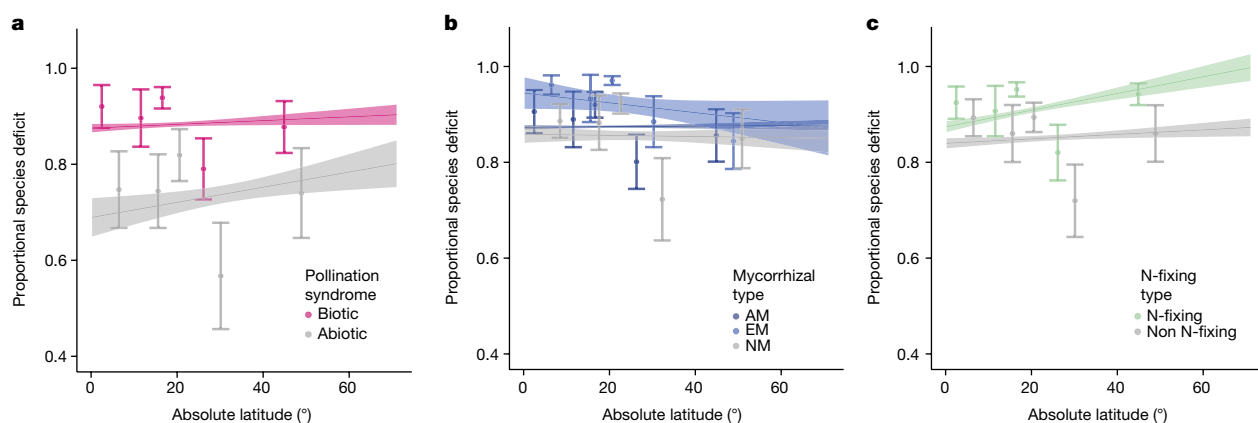 a
Proportional species deficit
1.0
0.8
0.6
0.4
0
20
40
60
Absolute latitude (°)
Pollination
syndrome
Biotic
Abiotic
b
Proportional species deficit
1.0
0.8
0.6
0.4
0
20
40
60
Absolute latitude (°)
Mycorrhizal
type
AM
EM
NM
c
Proportional species deficit
1.0
0.8
0.6
0.4
0
20
40
60
Absolute latitude (°)
N-fixing
type
N-fixing
Non N-fixing